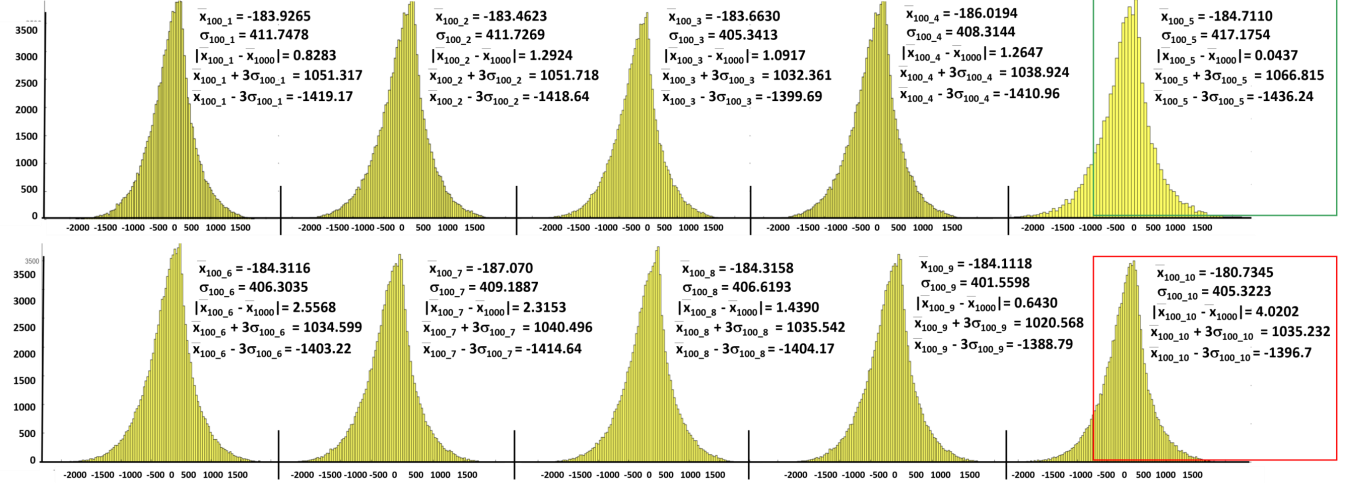 x̄100_1 = -183.9265
σ100_1 = 411.7478
|x̄100_1 - x̄1000|= 0.8283
x̄100_1 + 3σ100_1 = 1051.317
x̄100_1 - 3σ100_1 = -1419.17
x̄100_2 = -183.4623
σ100_2 = 411.7269
|x̄100_2 - x̄1000|= 1.2924
x̄100_2 + 3σ100_2 = 1051.718
x̄100_2 - 3σ100_2 = -1418.64
x̄100_3 = -183.6630
σ100_3 = 405.3413
|x̄100_3 - x̄1000|= 1.0917
x̄100_3 + 3σ100_3 = 1032.361
x̄100_3 - 3σ100_3 = -1399.69
x̄100_4 = -186.0194
σ100_4 = 408.3144
|x̄100_4 - x̄1000|= 1.2647
x̄100_4 + 3σ100_4 = 1038.924
x̄100_4 - 3σ100_4 = -1410.96
x̄100_5 = -184.7110
σ100_5 = 417.1754
|x̄100_5 - x̄1000|= 0.0437
x̄100_5 + 3σ100_5 = 1066.815
x̄100_5 - 3σ100_5 = -1436.24
3500
3000
2500
2000
1500
1000
500
0
-2000 -1500 -1000 -500 0 500 1000 1500
-2000 -1500 -1000 -500 0 500 1000 1500
-2000 -1500 -1000 -500 0 500 1000 1500
-2000 -1500 -1000 -500 0 500 1000 1500
-2000 -1500 -1000 -500 0 500 1000 1500
x̄100_6 = -184.3116
σ100_6 = 406.3035
|x̄100_6 - x̄1000|= 2.5568
x̄100_6 + 3σ100_6 = 1034.599
x̄100_6 - 3σ100_6 = -1403.22
x̄100_7 = -187.070
σ100_7 = 409.1887
|x̄100_7 - x̄1000|= 2.3153
x̄100_7 + 3σ100_7 = 1040.496
x̄100_7 - 3σ100_7 = -1414.64
x̄100_8 = -184.3158
σ100_8 = 406.6193
|x̄100_8 - x̄1000|= 1.4390
x̄100_8 + 3σ100_8 = 1035.542
x̄100_8 - 3σ100_8 = -1404.17
x̄100_9 = -184.1118
σ100_9 = 401.5598
|x̄100_9 - x̄1000|= 0.6430
x̄100_9 + 3σ100_9 = 1020.568
x̄100_9 - 3σ100_9 = -1388.79
x̄100_10 = -180.7345
σ100_10 = 405.3223
|x̄100_10 - x̄1000|= 4.0202
x̄100_10 + 3σ100_10 = 1035.232
x̄100_10 - 3σ100_10 = -1396.7
3500
3000
2500
2000
1500
1000
500
0
-2000 -1500 -1000 -500 0 500 1000 1500
-2000 -1500 -1000 -500 0 500 1000 1500
-2000 -1500 -1000 -500 0 500 1000 1500
-2000 -1500 -1000 -500 0 500 1000 1500
-2000 -1500 -1000 -500 0 500 1000 1500